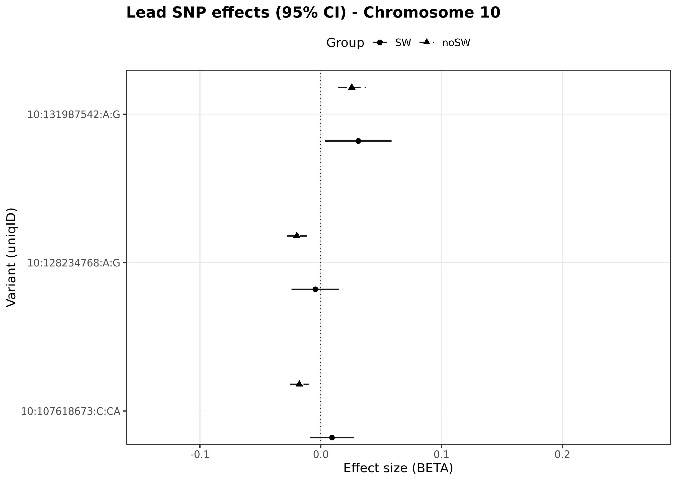 Lead SNP effects (95% CI) - Chromosome 10
Group SW noSW
Variant (uniqID)
10:131987542:A:G
10:128234768:A:G
10:107618673:C:CA
-0.1 0.0 0.1 0.2
Effect size (BETA)